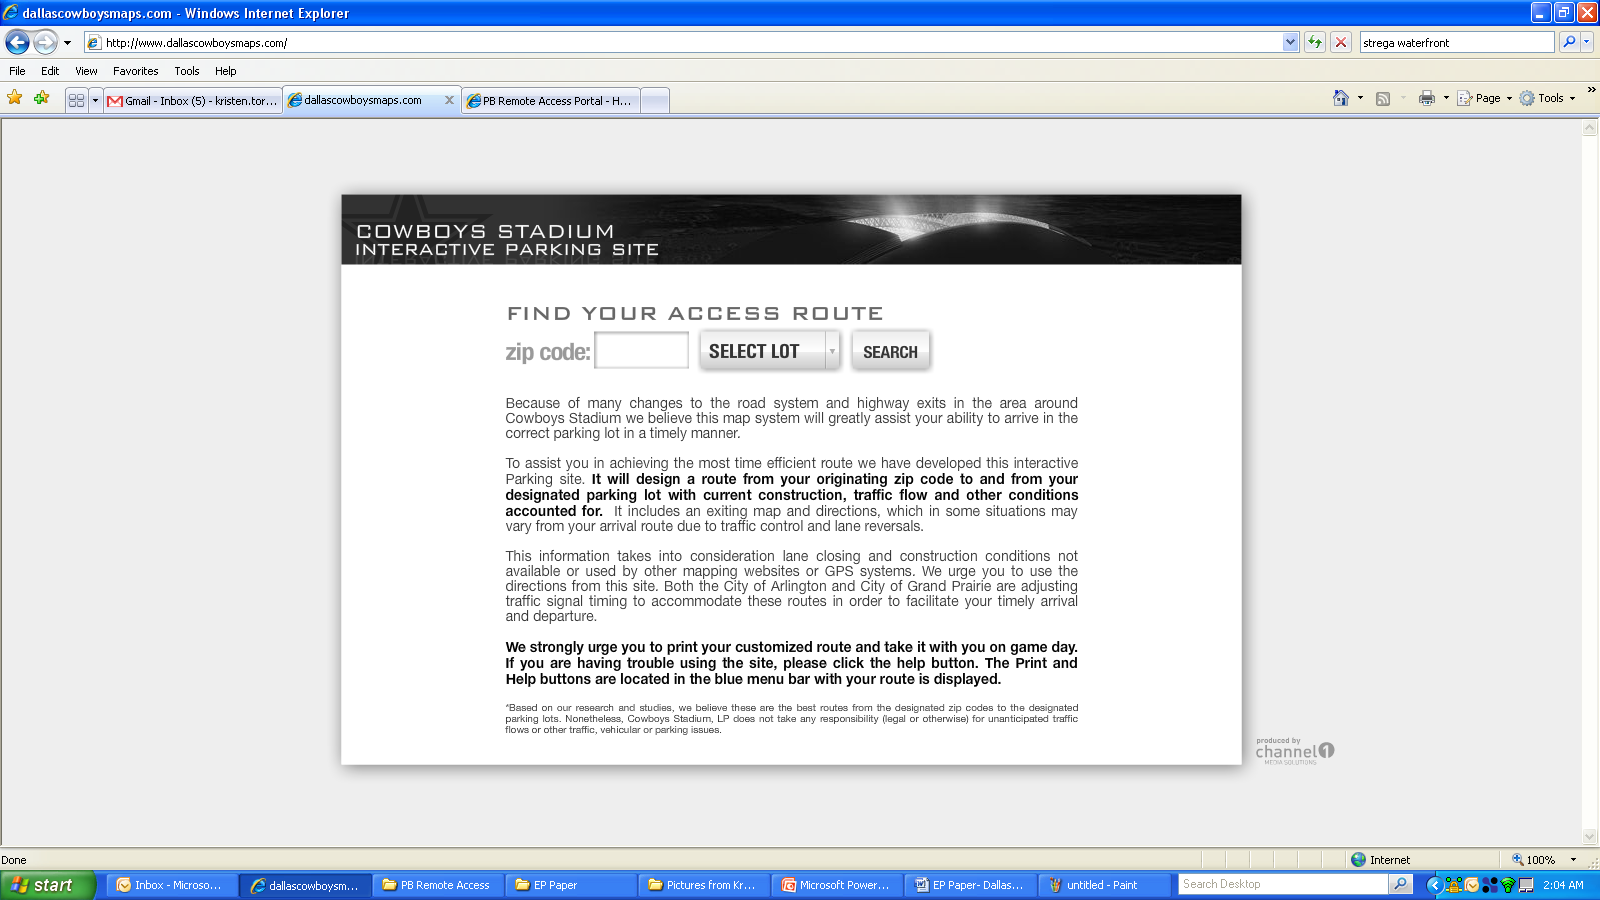 dallascowboysmaps.com - Windows Internet Explorer
http://www.dallascowboysmaps.com/
strega waterfront
File Edit View Favorites Tools Help
Gmail - Inbox (5) - kristen.tor...
dallascowboysmaps.com
PB Remote Access Portal - H...
Page
Tools
COWBOYS STADIUM
INTERACTIVE PARKING SITE
FIND YOUR ACCESS ROUTE
zip code:
SELECT LOT
SEARCH
Because of many changes to the road system and highway exits in the area around
Cowboys Stadium we believe this map system will greatly assist your ability to arrive in the
correct parking lot in a timely manner.
To assist you in achieving the most time efficient route we have developed this interactive
Parking site. It will design a route from your originating zip code to and from your
designated parking lot with current construction, traffic flow and other conditions
accounted for. It includes an exiting map and directions, which in some situations may
vary from your arrival route due to traffic control and lane reversals.
This information takes into consideration lane closing and construction conditions not
available or used by other mapping websites or GPS systems. We urge you to use the
directions from this site. Both the City of Arlington and City of Grand Prairie are adjusting
traffic signal timing to accommodate these routes in order to facilitate your timely arrival
and departure.
We strongly urge you to print your customized route and take it with you on game day.
If you are having trouble using the site, please click the help button. The Print and
Help buttons are located in the blue menu bar with your route is displayed.
*Based on our research and studies, we believe these are the best routes from the designated zip codes to the designated
parking lots. Nonetheless, Cowboys Stadium, LP does not take any responsibility (legal or otherwise) for unanticipated traffic
flows or other traffic, vehicular or parking issues.
produced by
channel1
MEDIA SOLUTIONS
Done
Internet
100%
start
Inbox - Microso...
dallascowboysm...
PB Remote Access
EP Paper
Pictures from Kr...
Microsoft Power...
EP Paper- Dallas...
untitled - Paint
Search Desktop
2:04 AM